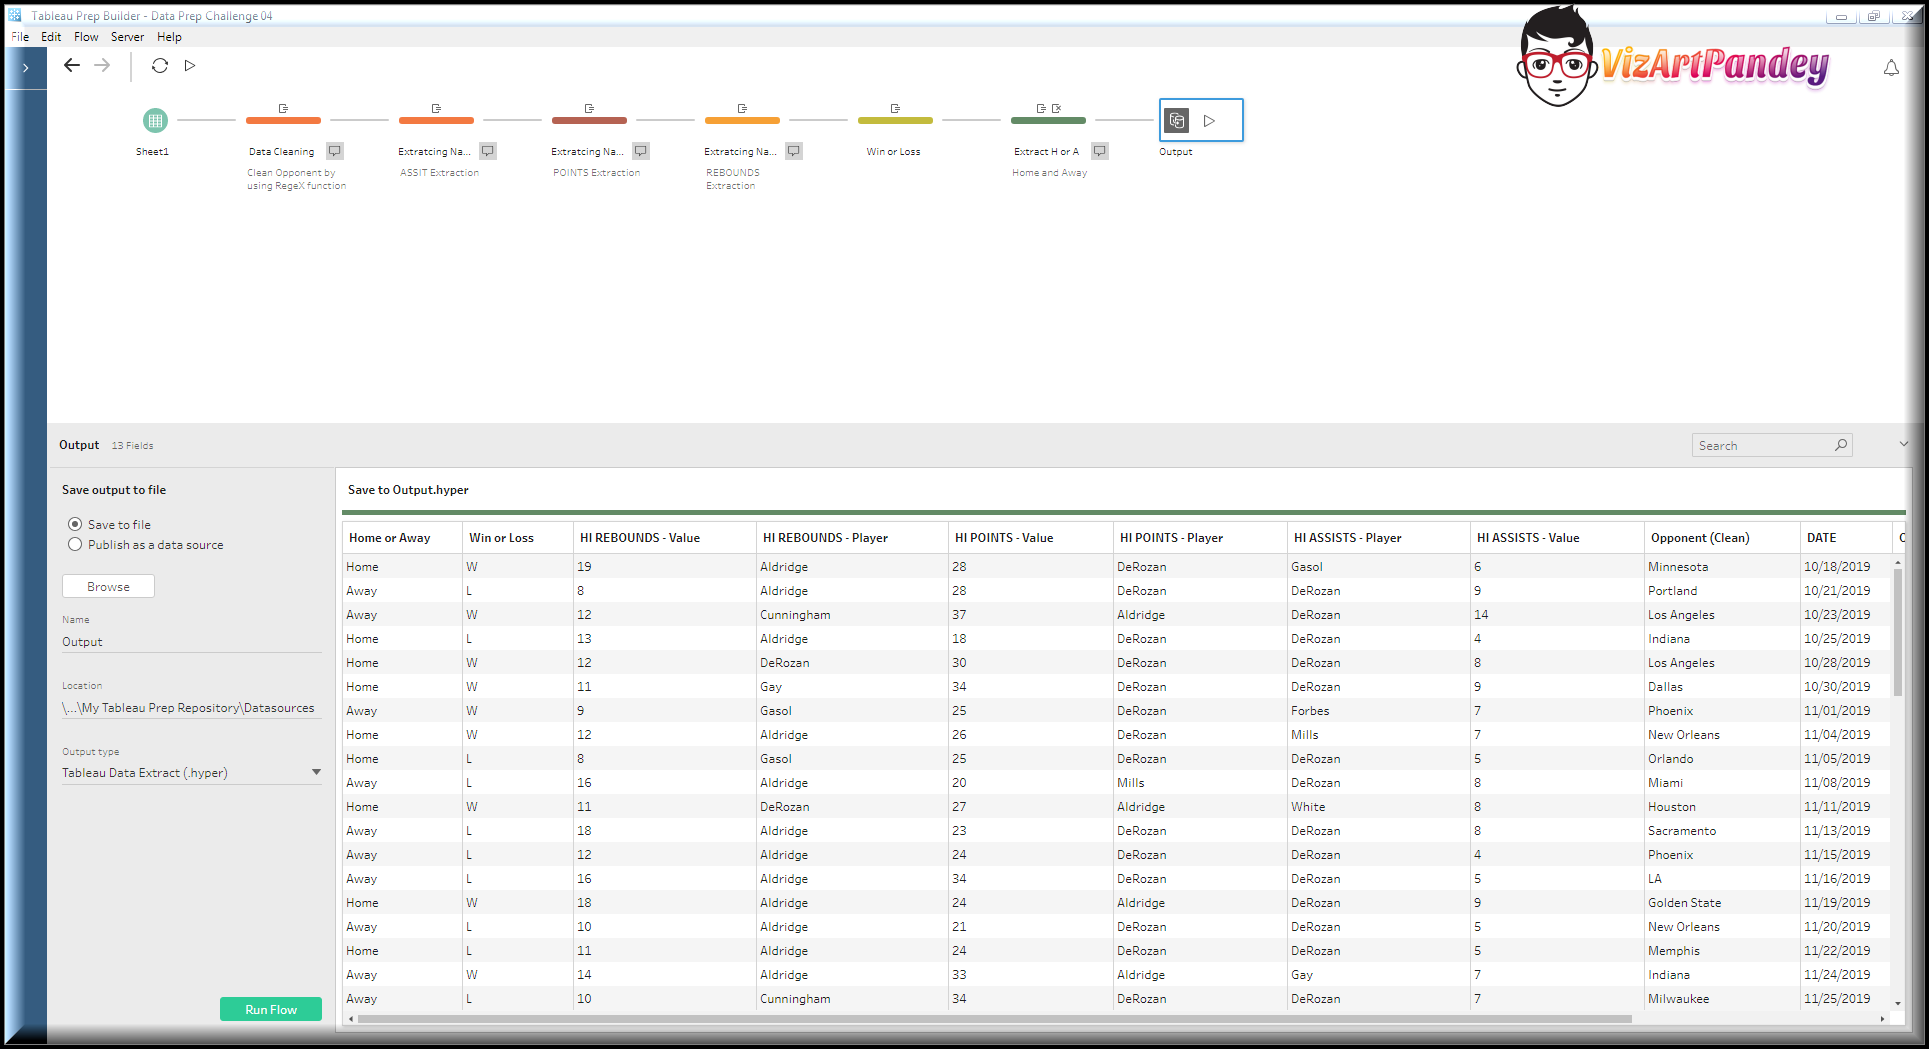 Tableau Prep Builder - Data Prep Challenge 04
File Edit Flow Server Help
VizArtPandey
Sheet1
Data Cleaning
Clean Opponent by
using RegeX function
Extratcing Na...
ASSIT Extraction
Extratcing Na...
POINTS Extraction
Extratcing Na...
REBOUNDS
Extraction
Win or Loss
Extract H or A
Home and Away
Output
Output 13 Fields
Search
Save output to file
Save to file
Publish as a data source
Browse
Name
Output
Location
\...\My Tableau Prep Repository\Datasources
Output type
Tableau Data Extract (.hyper)
Run Flow
Save to Output.hyper
Home or Away Win or Loss HI REBOUNDS - Value HI REBOUNDS - Player HI POINTS - Value HI POINTS - Player HI ASSISTS - Player HI ASSISTS - Value Opponent (Clean) DATE
Home W 19 Aldridge 28 DeRozan Gasol 6 Minnesota 10/18/2019
Away L 8 Aldridge 28 DeRozan DeRozan 9 Portland 10/21/2019
Away W 12 Cunningham 37 Aldridge DeRozan 14 Los Angeles 10/23/2019
Home L 13 Aldridge 18 DeRozan DeRozan 4 Indiana 10/25/2019
Home W 12 DeRozan 30 DeRozan DeRozan 8 Los Angeles 10/28/2019
Home W 11 Gay 34 DeRozan DeRozan 9 Dallas 10/30/2019
Away W 9 Gasol 25 DeRozan Forbes 7 Phoenix 11/01/2019
Home W 12 Aldridge 26 DeRozan Mills 7 New Orleans 11/04/2019
Home L 8 Gasol 25 DeRozan DeRozan 5 Orlando 11/05/2019
Away L 16 Aldridge 20 Mills DeRozan 8 Miami 11/08/2019
Home W 11 DeRozan 27 Aldridge White 8 Houston 11/11/2019
Away L 18 Aldridge 23 DeRozan DeRozan 8 Sacramento 11/13/2019
Away L 12 Aldridge 24 DeRozan DeRozan 4 Phoenix 11/15/2019
Away L 16 Aldridge 34 DeRozan DeRozan 5 LA 11/16/2019
Home W 18 Aldridge 24 Aldridge DeRozan 9 Golden State 11/19/2019
Away L 10 Aldridge 21 DeRozan DeRozan 5 New Orleans 11/20/2019
Home L 11 Aldridge 24 DeRozan DeRozan 5 Memphis 11/22/2019
Away W 14 Aldridge 33 Aldridge Gay 7 Indiana 11/24/2019
Away L 10 Cunningham 34 DeRozan DeRozan 7 Milwaukee 11/25/2019